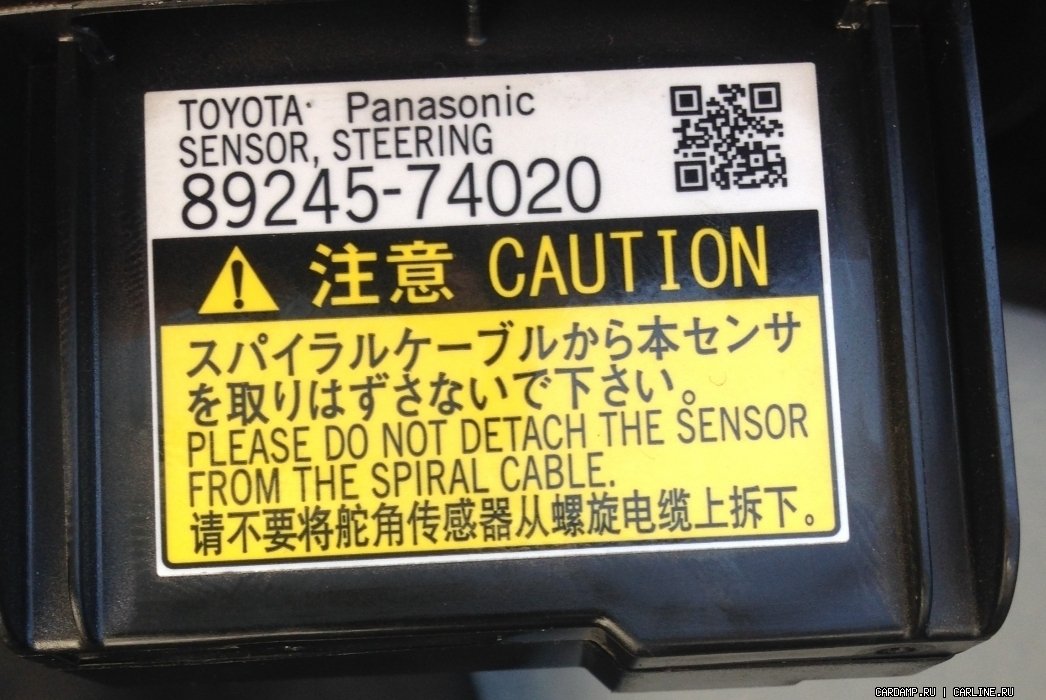 TOYOTA・ Panasonic
SENSOR, STEERING
89245-74020
注意 CAUTION
スパイラルケーブルから本センサ
を取りはずさないで下さい。
PLEASE DO NOT DETACH THE SENSOR
FROM THE SPIRAL CABLE.
请不要将舵角传感器从螺旋电缆上拆下。
CARDAMP.RU | CARLINE.RU